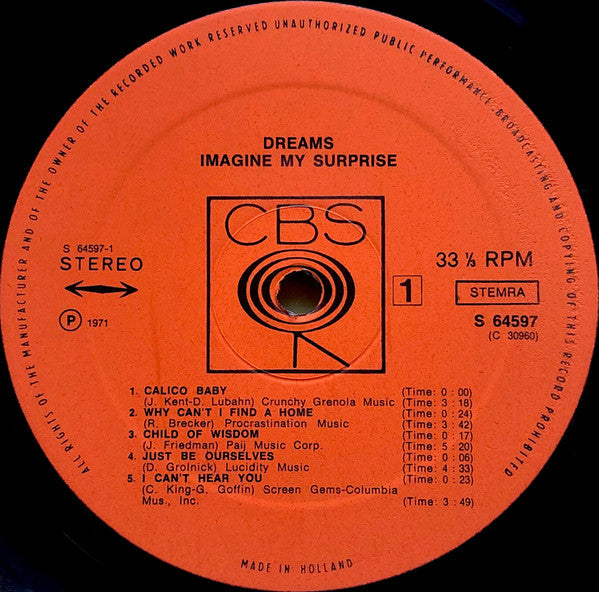 ALL RIGHTS OF THE MANUFACTURER AND OF THE OWNER OF THE RECORDED WORK RESERVED UNAUTHORIZED PUBLIC PERFORMANCE, BROADCASTING AND COPYING OF THIS RECORD PROHIBITED
DREAMS
IMAGINE MY SURPRISE
CBS
S 64597-1
STEREO
33 ⅓ RPM
1
STEMRA
Ⓟ 1971
S 64597
(C 30960)
1. CALICO BABY (Time: 0 : 00)
(J. Kent-D. Lubahn) Crunchy Grenola Music (Time: 3 : 18)
2. WHY CAN'T I FIND A HOME (Time: 0 : 24)
(R. Brecker) Procrastination Music (Time: 3 : 42)
3. CHILD OF WISDOM (Time: 0 : 17)
(J. Friedman) Paij Music Corp. (Time: 5 : 20)
4. JUST BE OURSELVES (Time: 0 : 06)
(D. Grolnick) Lucidity Music (Time: 4 : 33)
5. I CAN'T HEAR YOU (Time: 0 : 23)
(C. King-G. Goffin) Screen Gems-Columbia
Mus., Inc. (Time: 3 : 49)
MADE IN HOLLAND